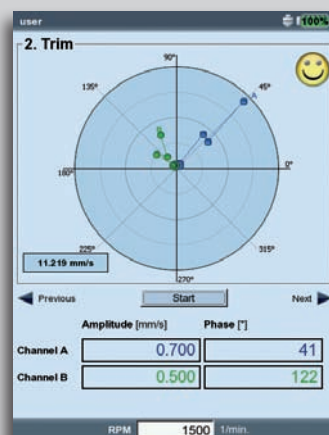 user 100%
2. Trim
90°
135° 45°
A
B
180° 0°
225° 315°
11.219 mm/s
270°
Previous Start Next
Amplitude [mm/s] Phase [°]
Channel A 0.700 41
Channel B 0.500 122
RPM 1500 1/min.